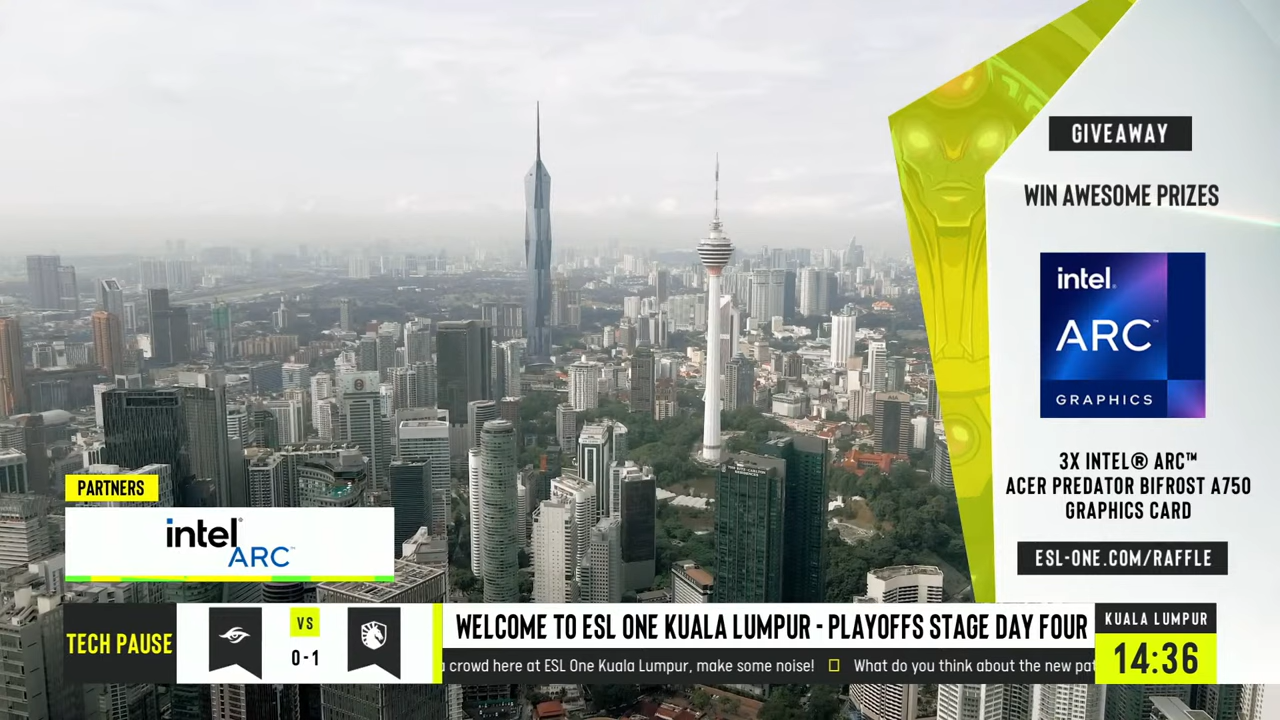 GIVEAWAY
WIN AWESOME PRIZES
intel.
ARC™
GRAPHICS
3X INTEL® ARC™
ACER PREDATOR BIFROST A750
GRAPHICS CARD
ESL-ONE.COM/RAFFLE
PARTNERS
intel®
ARC™
TECH PAUSE
VS
0-1
WELCOME TO ESL ONE KUALA LUMPUR - PLAYOFFS STAGE DAY FOUR
crowd here at ESL One Kuala Lumpur, make some noise! What do you think about the new
KUALA LUMPUR
14:36